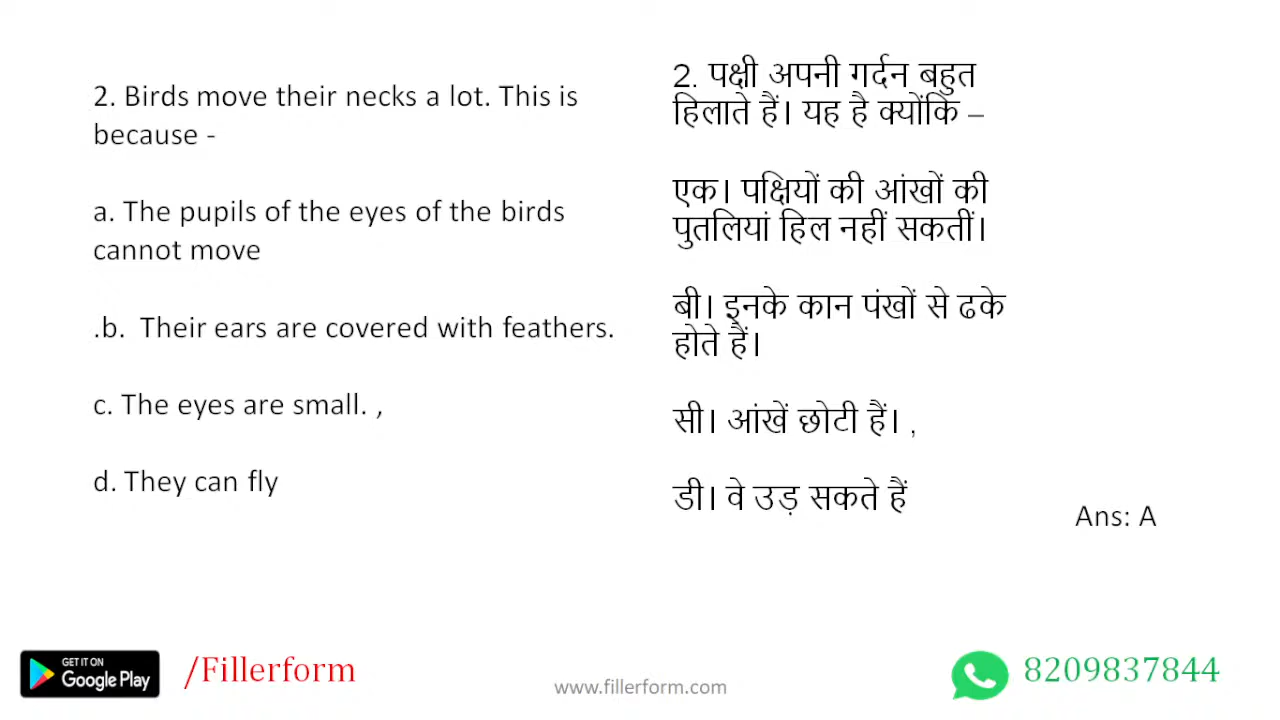 2. Birds move their necks a lot. This is
because -
a. The pupils of the eyes of the birds
cannot move
.b.  Their ears are covered with feathers.
c. The eyes are small. ,
d. They can fly
2. पक्षी अपनी गर्दन बहुत
हिलाते हैं। यह है क्योंकि –
एक। पक्षियों की आंखों की
पुतलियां हिल नहीं सकतीं।
बी। इनके कान पंखों से ढके
होते हैं।
सी। आंखें छोटी हैं। ,
डी। वे उड़ सकते हैं
Ans: A
GET IT ON
Google Play
/Fillerform
www.fillerform.com
8209837844